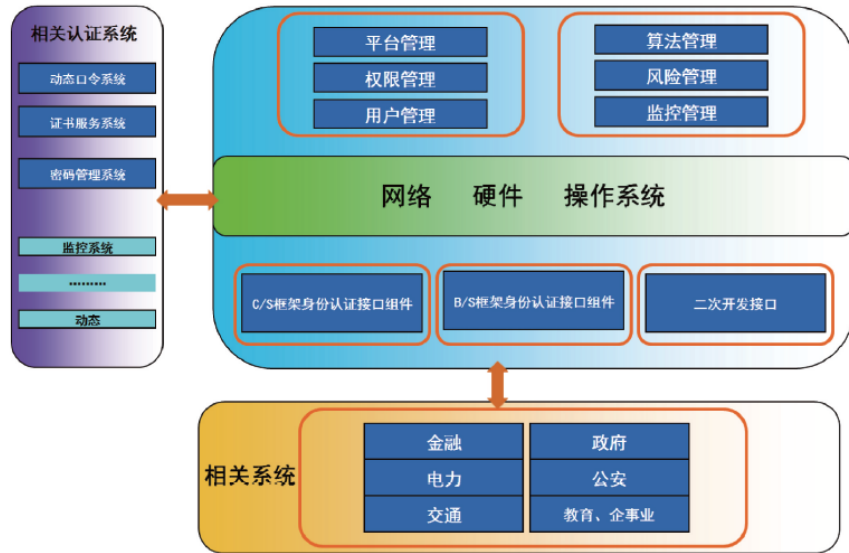 相关认证系统
动态口令系统
证书服务系统
密码管理系统
监控系统
·········
动态
平台管理
权限管理
用户管理
算法管理
风险管理
监控管理
网络 硬件 操作系统
C/S框架身份认证接口组件
B/S框架身份认证接口组件
二次开发接口
相关系统
金融
政府
电力
公安
交通
教育、企事业